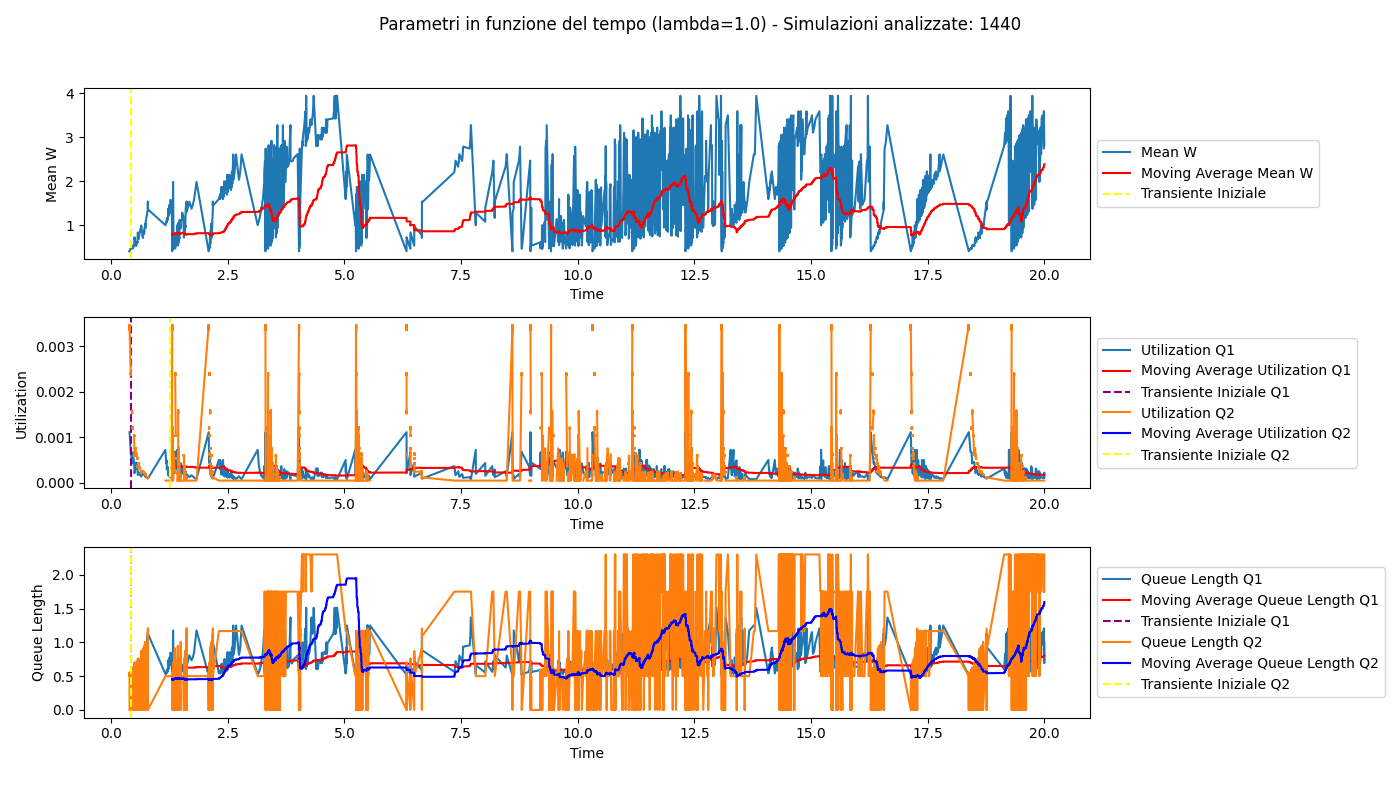 Parametri in funzione del tempo (lambda=1.0) - Simulazioni analizzate: 1440
4
3
2
1
Mean W
0.0 2.5 5.0 7.5 10.0 12.5 15.0 17.5 20.0
Time
Mean W
Moving Average Mean W
Transiente Iniziale
0.003
0.002
0.001
0.000
Utilization
0.0 2.5 5.0 7.5 10.0 12.5 15.0 17.5 20.0
Time
Utilization Q1
Moving Average Utilization Q1
Transiente Iniziale Q1
Utilization Q2
Moving Average Utilization Q2
Transiente Iniziale Q2
2.0
1.5
1.0
0.5
0.0
Queue Length
0.0 2.5 5.0 7.5 10.0 12.5 15.0 17.5 20.0
Time
Queue Length Q1
Moving Average Queue Length Q1
Transiente Iniziale Q1
Queue Length Q2
Moving Average Queue Length Q2
Transiente Iniziale Q2